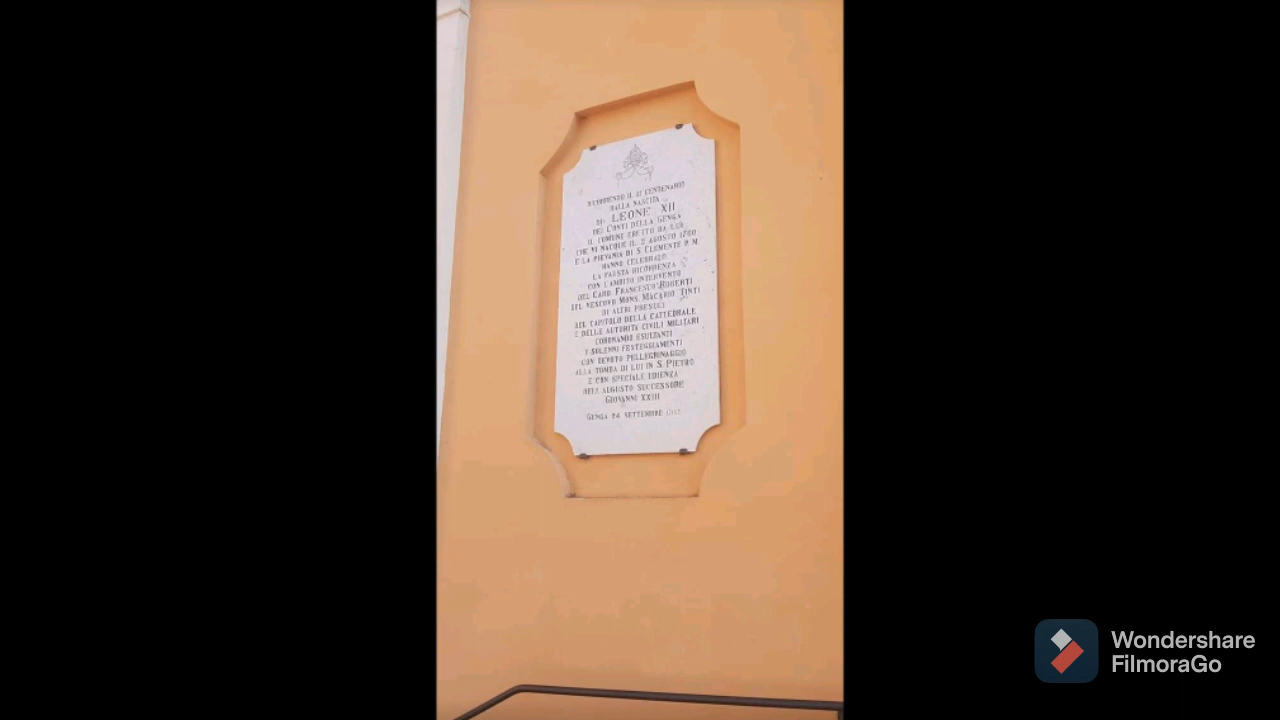 RICORRENDO IL II CENTENARIO
DALLA NASCITA
DI LEONE XII
DEI CONTI DELLA GENGA
IL COMUNE ERETTO DA LUI
CHE VI NACQUE IL 2 AGOSTO 1760
E LA PIEVANIA DI S. CLEMENTE P. M.
HANNO CELEBRATO
LA FAUSTA RICORRENZA
CON L'AMBITO INTERVENTO
DEL CARD. FRANCESCO ROBERTI
DEL VESCOVO MONS. MACARIO TINTI
DI ALTRI PRESULI
DEL CAPITOLO DELLA CATTEDRALE
E DELLE AUTORITÀ CIVILI MILITARI
CORONANDO ESULTANTI
I SOLENNI FESTEGGIAMENTI
CON DEVOTO PELLEGRINAGGIO
ALLA TOMBA DI LUI IN S. PIETRO
E CON SPECIALE UDIENZA
DELL'AUGUSTO SUCCESSORE
GIOVANNI XXIII
GENGA 24 SETTEMBRE
Wondershare
FilmoraGo